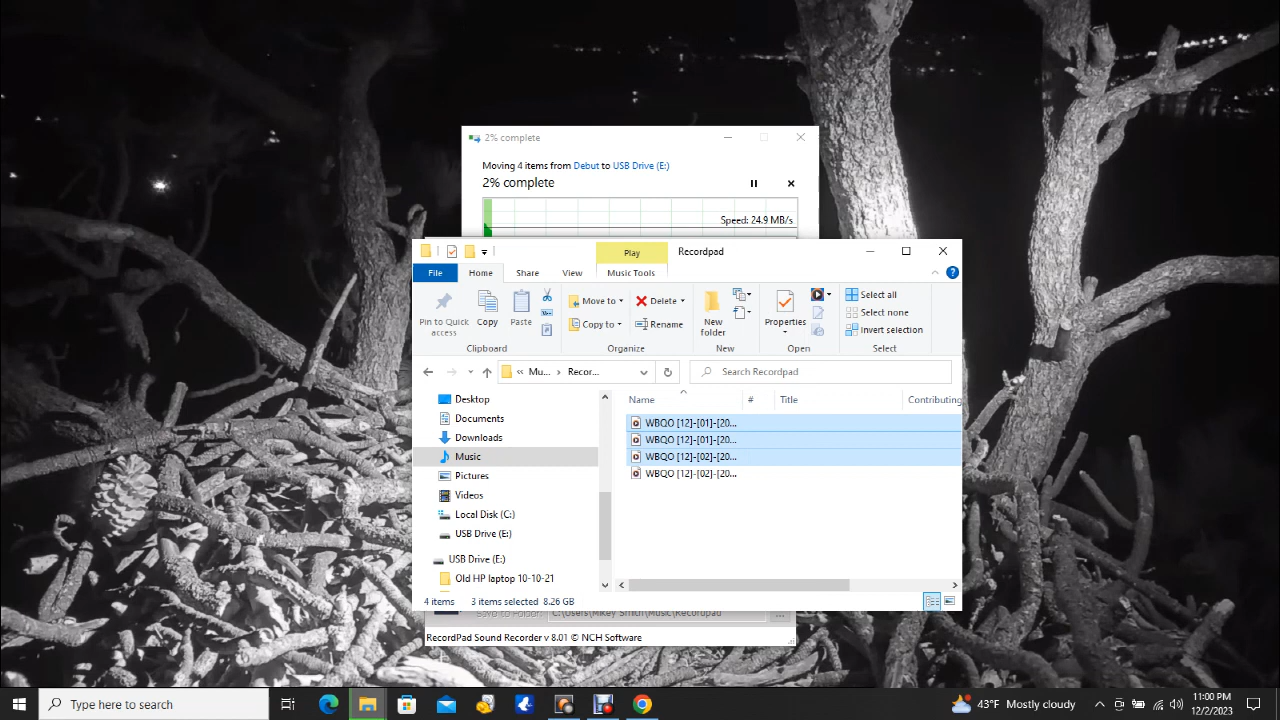 2% complete
Moving 4 items from Debut to USB Drive (E:)
2% complete
Speed: 24.9 MB/s
Play
Recordpad
File
Home
Share
View
Music Tools
Pin to Quick access
Copy
Paste
Move to
Copy to
Delete
Rename
New folder
Properties
Select all
Select none
Invert selection
Clipboard
Organize
New
Open
Select
« Mu... › Recor...
Search Recordpad
Name
#
Title
Contributing
Desktop
Documents
Downloads
Music
Pictures
Videos
Local Disk (C:)
USB Drive (E:)
USB Drive (E:)
Old HP laptop 10-10-21
WBQO [12]-[01]-[20...
WBQO [12]-[01]-[20...
WBQO [12]-[02]-[20...
WBQO [12]-[02]-[20...
4 items 3 items selected 8.26 GB
Save to Folder: C:\Users\Mikey Smith\Music\Recordpad ...
RecordPad Sound Recorder v 8.01 © NCH Software
Type here to search
43°F Mostly cloudy
11:00 PM
12/2/2023